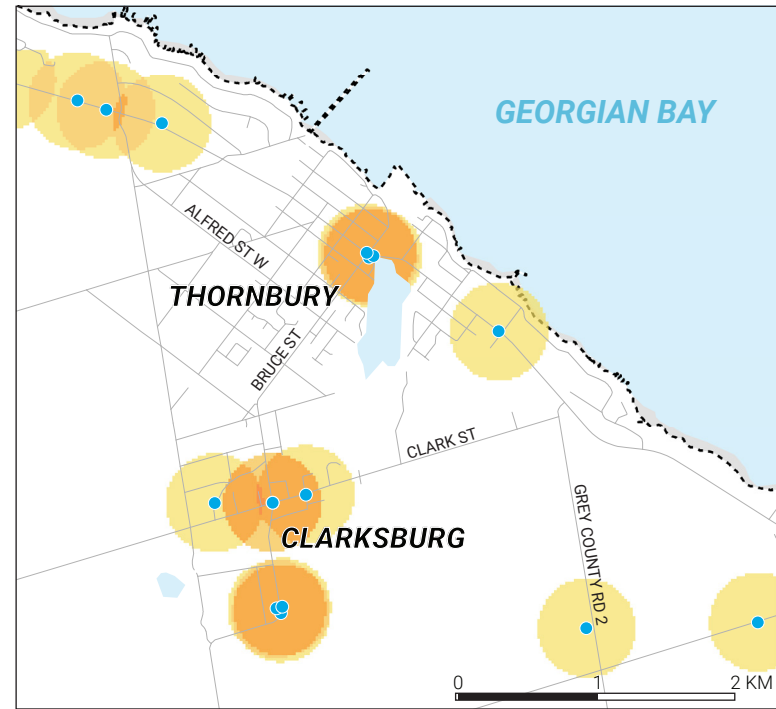 GEORGIAN BAY
ALFRED ST W
THORNBURY
BRUCE ST
CLARK ST
GREY COUNTY RD 2
CLARKSBURG
0 1 2 KM